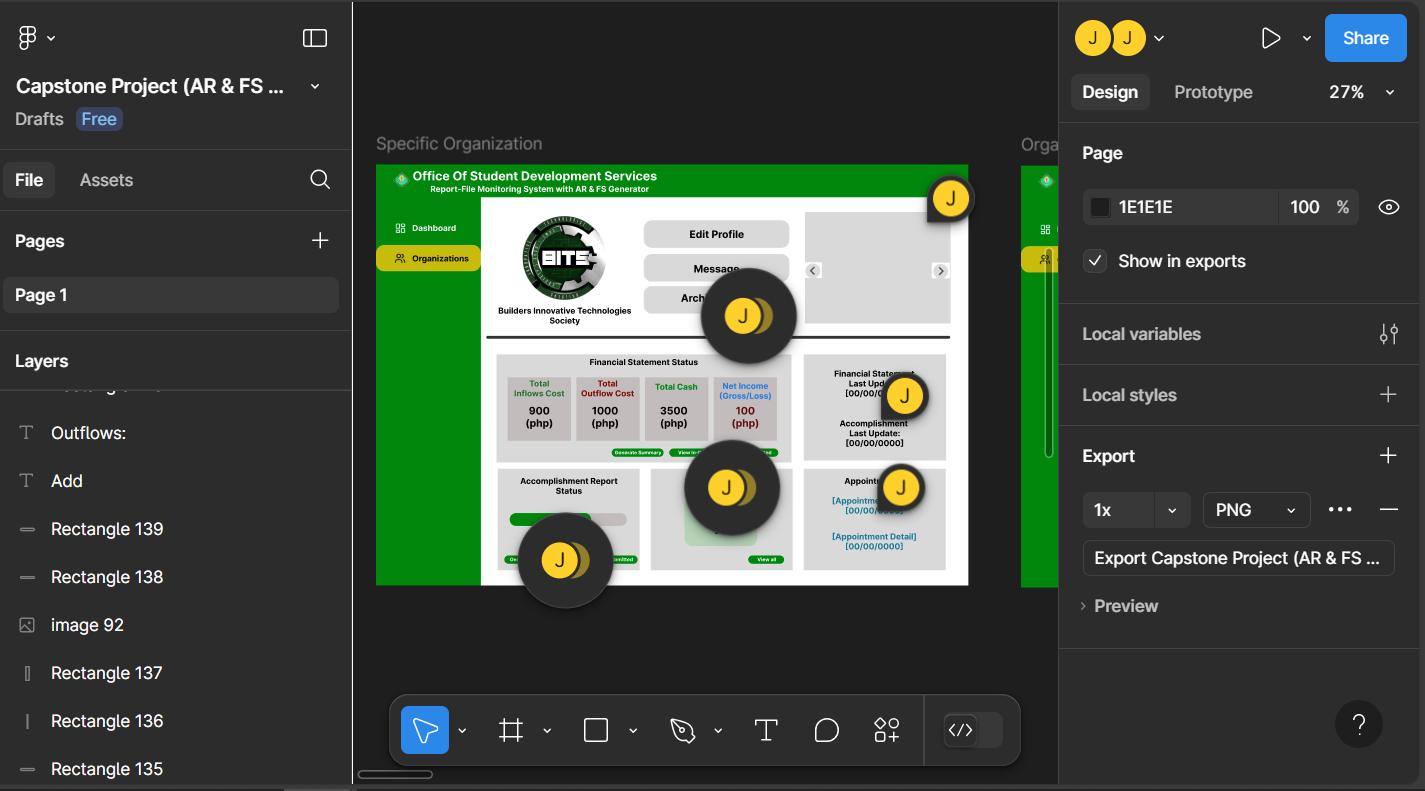 Capstone Project (AR & FS ...
Drafts
Free
File
Assets
Pages
Page 1
Layers
Outflows:
Add
Rectangle 139
Rectangle 138
image 92
Rectangle 137
Rectangle 136
Rectangle 135
Specific Organization
Office Of Student Development Services
Report-File Monitoring System with AR & FS Generator
Dashboard
Organizations
BITS
Builders Innovative Technologies
Society
Edit Profile
Message
Arch
Financial Statement Status
Total
Inflows Cost
900
(php)
Total
Outflow Cost
1000
(php)
Total Cash
3500
(php)
Net Income
(Gross/Loss)
100
(php)
Generate Summary
View In-
Financial Statement
Last Upd
[00/00/0
Accomplishment
Last Update:
[00/00/0000]
Accomplishment Report
Status
View all
Appoint
[Appointme
[00/00/0000]
[Appointment Detail]
[00/00/0000]
J
J
J
J
J
J
Orga
J
J
Share
Design
Prototype
27%
Page
1E1E1E
100
%
Show in exports
Local variables
Local styles
Export
1x
PNG
Export Capstone Project (AR & FS ...
Preview
?